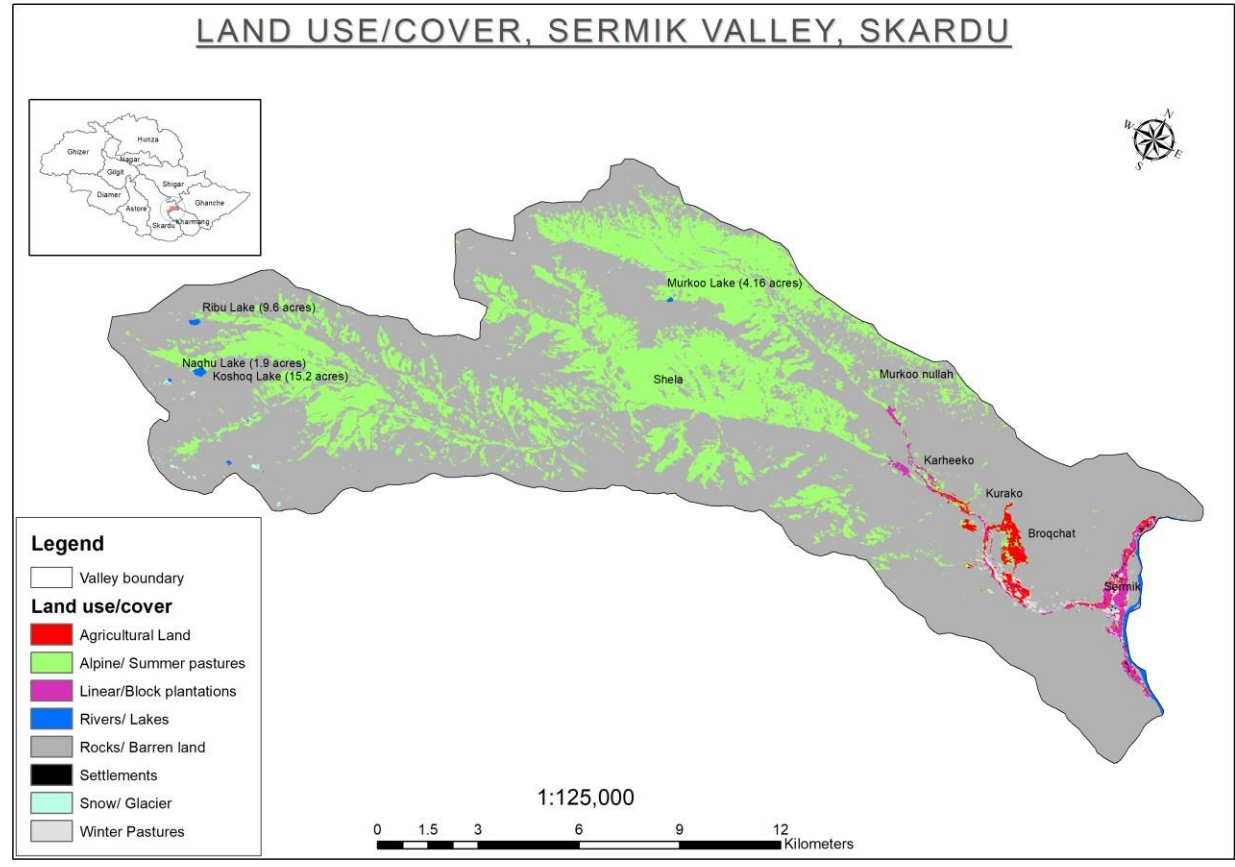 LAND USE/COVER, SERMIK VALLEY, SKARDU
Hunza
Ghizer
Nagar
Gilgit
Shigar
Diamer
Ghanche
Astore
Kharmang
Skardu
N
W
E
S
Murkoo Lake (4.16 acres)
Ribu Lake (9.6 acres)
Naghu Lake (1.9 acres)
Koshoq Lake (15.2 acres)
Shela
Murkoo nullah
Karheeko
Kurako
Broqchat
Sermik
Legend
Valley boundary
Land use/cover
Agricultural Land
Alpine/ Summer pastures
Linear/Block plantations
Rivers/ Lakes
Rocks/ Barren land
Settlements
Snow/ Glacier
Winter Pastures
1:125,000
0 1.5 3 6 9 12
Kilometers